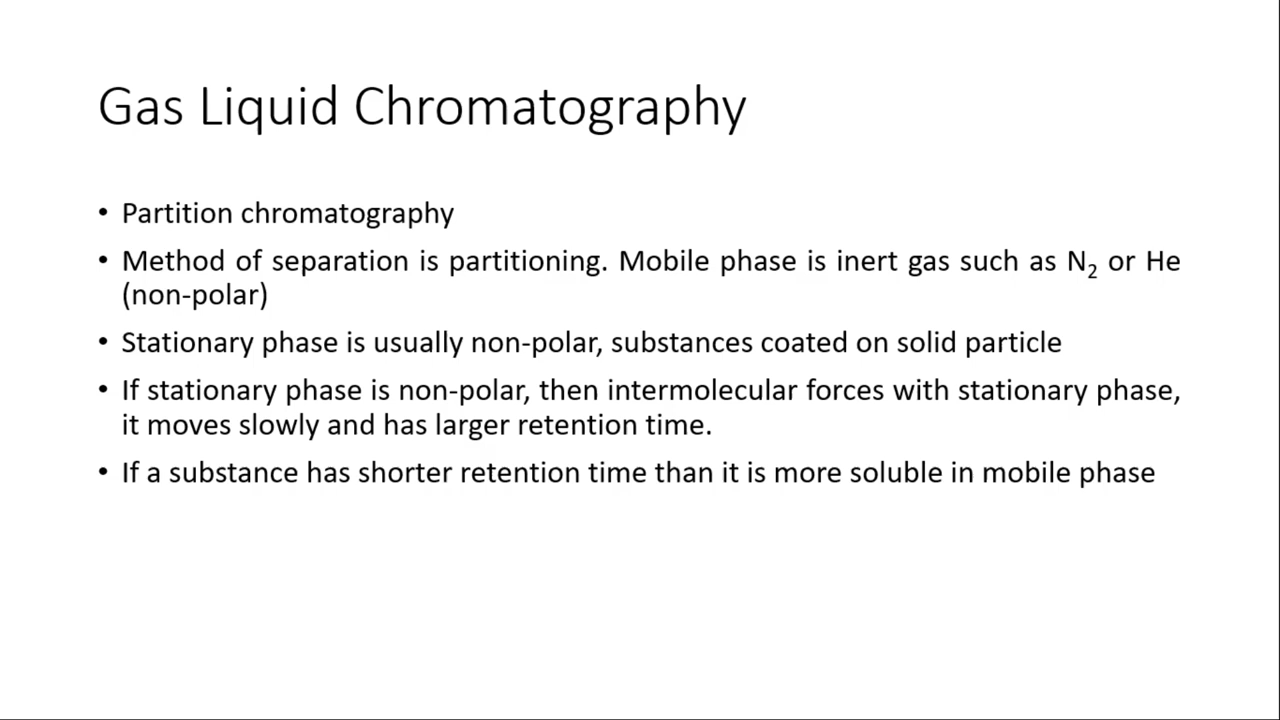 Gas Liquid Chromatography
• Partition chromatography
• Method of separation is partitioning. Mobile phase is inert gas such as N₂ or He
(non-polar)
• Stationary phase is usually non-polar, substances coated on solid particle
• If stationary phase is non-polar, then intermolecular forces with stationary phase,
it moves slowly and has larger retention time.
• If a substance has shorter retention time than it is more soluble in mobile phase